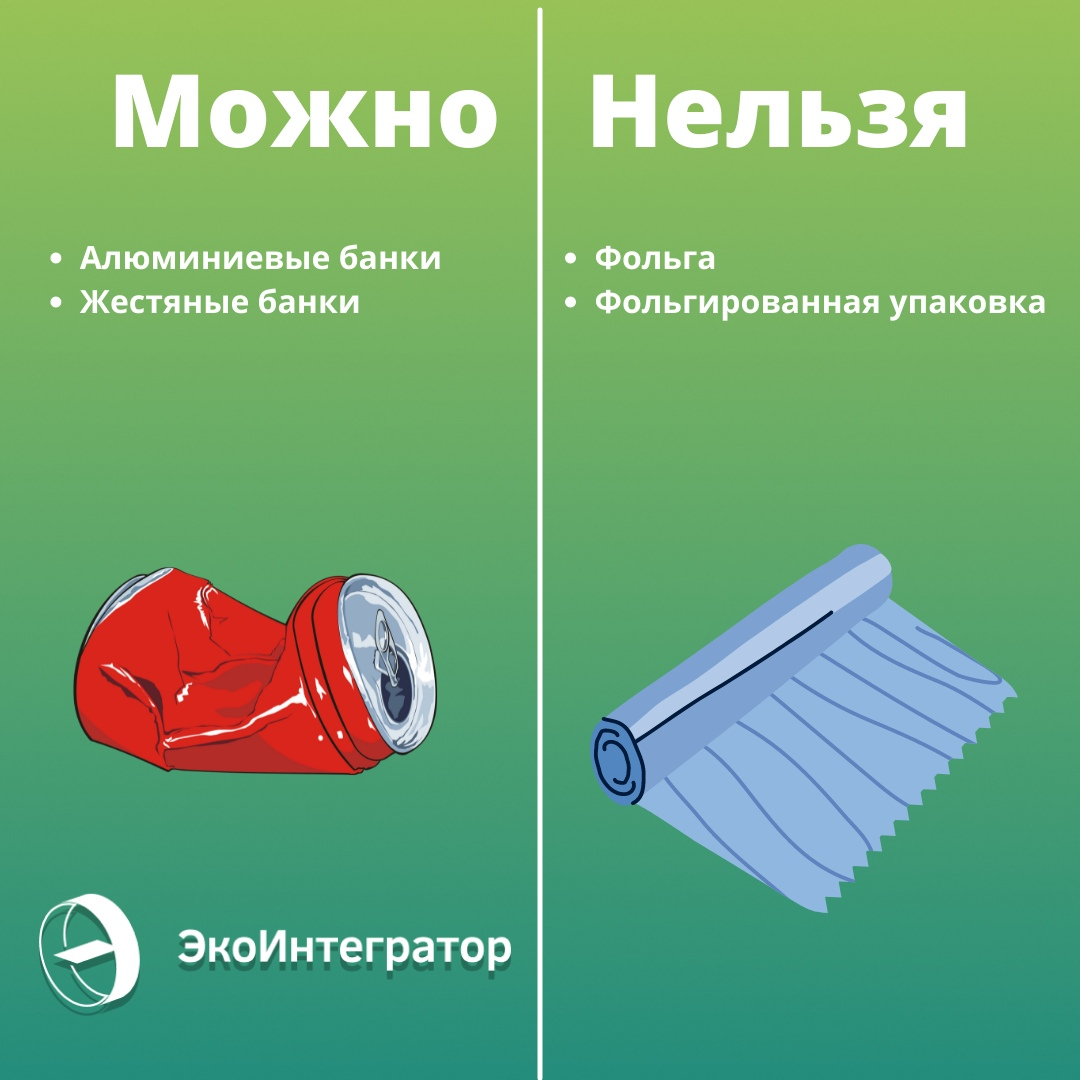 Можно
• Алюминиевые банки
• Жестяные банки
Нельзя
• Фольга
• Фольгированная упаковка
ЭкоИнтегратор